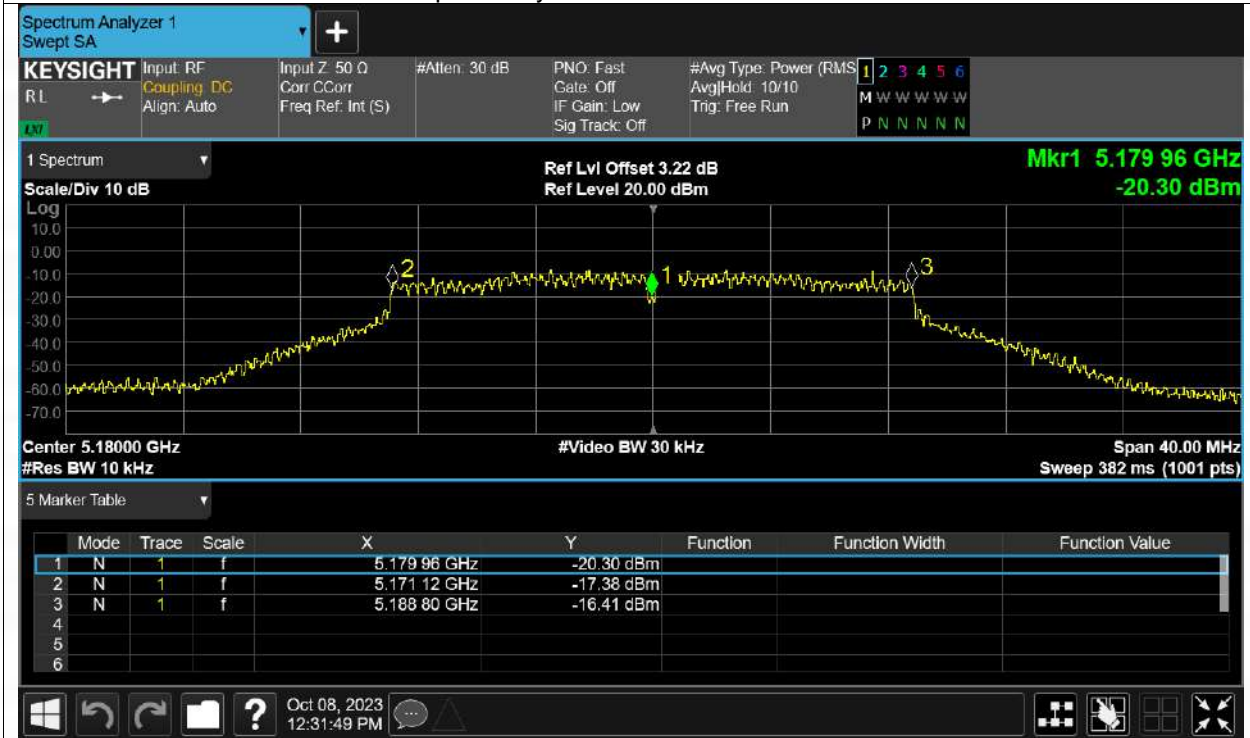 Spectrum Analyzer 1
Swept SA
+
KEYSIGHT Input: RF Input Z: 50 Ω #Atten: 30 dB PNO: Fast #Avg Type: Power (RMS 1 2 3 4 5 6
RL Coupling: DC Corr CCorr Gate: Off Avg|Hold: 10/10 M W W W W W
Align: Auto Freq Ref: Int (S) IF Gain: Low Trig: Free Run
LXI Sig Track: Off P N N N N N
1 Spectrum Ref Lvl Offset 3.22 dB Mkr1 5.179 96 GHz
Scale/Div 10 dB Ref Level 20.00 dBm -20.30 dBm
Log
10.0
0.00
-10.0 2 1 3
-20.0
-30.0
-40.0
-50.0
-60.0
-70.0
Center 5.18000 GHz #Video BW 30 kHz Span 40.00 MHz
#Res BW 10 kHz Sweep 382 ms (1001 pts)
5 Marker Table
Mode Trace Scale X Y Function Function Width Function Value
1 N 1 f 5.179 96 GHz -20.30 dBm
2 N 1 f 5.171 12 GHz -17.38 dBm
3 N 1 f 5.188 80 GHz -16.41 dBm
4
5
6
? Oct 08, 2023
12:31:49 PM